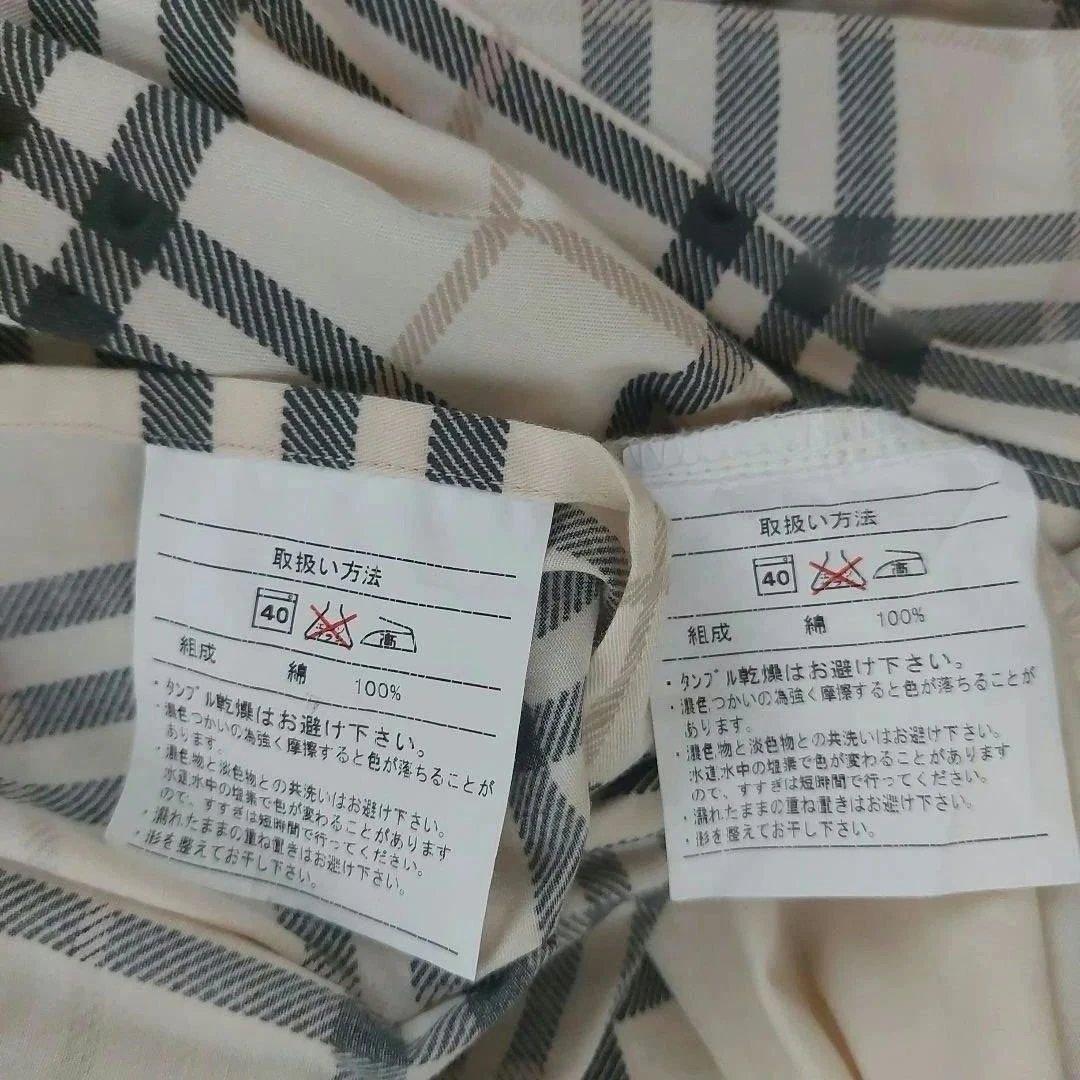 取扱い方法
40 高
組成 綿 100%
・タンブル乾燥はお避け下さい。
・濃色つかいの為強く摩擦すると色が落ちることが
あります。
・濃色物と淡色物との共洗いはお避け下さい。
水道水中の塩素で色が変わることがあります
ので、すすぎは短時間で行ってください。
・濡れたままの重ね置きはお避け下さい。
・形を整えてお干し下さい。
取扱い方法
40 高
組成 綿 100%
・タンブル乾燥はお避け下さい。
・濃色つかいの為強く摩擦すると色が落ちることが
あります。
・濃色物と淡色物との共洗いはお避け下さい。
水道水中の塩素で色が変わることがあります
ので、すすぎは短時間で行ってください。
・濡れたままの重ね置きはお避け下さい。
・形を整えてお干し下さい。